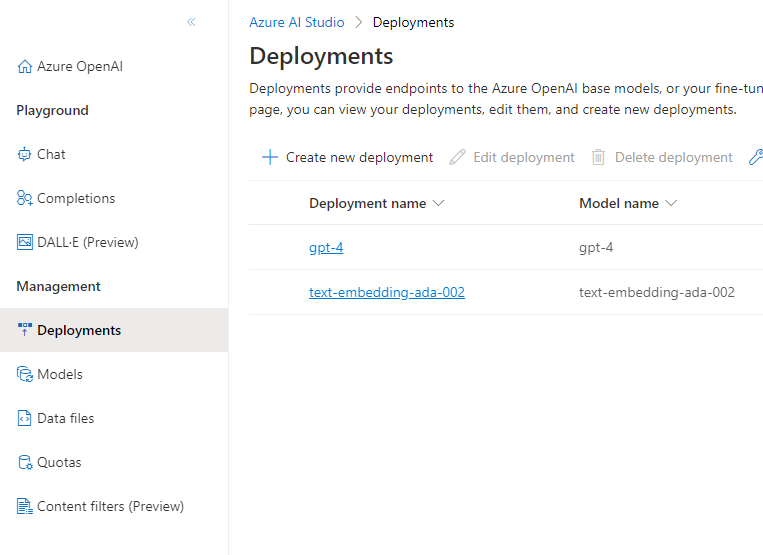 Azure OpenAI
Playground
Chat
Completions
DALL·E (Preview)
Management
Deployments
Models
Data files
Quotas
Content filters (Preview)
Azure AI Studio > Deployments
Deployments
Deployments provide endpoints to the Azure OpenAI base models, or your fine-tun
page, you can view your deployments, edit them, and create new deployments.
Create new deployment Edit deployment Delete deployment
Deployment name Model name
gpt-4 gpt-4
text-embedding-ada-002 text-embedding-ada-002